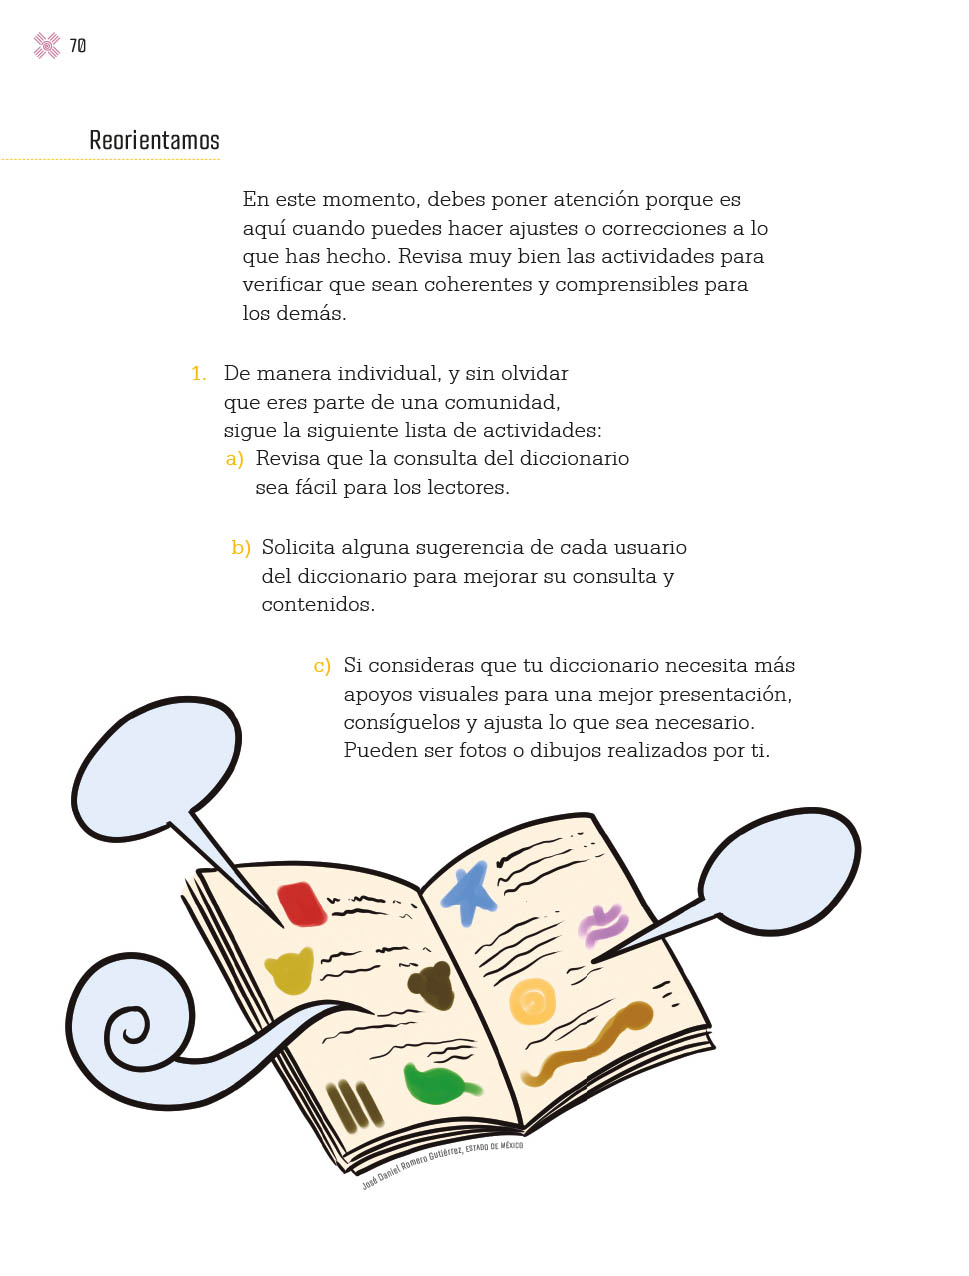 70
Reorientamos
En este momento, debes poner atención porque es
aquí cuando puedes hacer ajustes o correcciones a lo
que has hecho. Revisa muy bien las actividades para
verificar que sean coherentes y comprensibles para
los demás.
1. De manera individual, y sin olvidar
que eres parte de una comunidad,
sigue la siguiente lista de actividades:
a) Revisa que la consulta del diccionario
sea fácil para los lectores.
b) Solicita alguna sugerencia de cada usuario
del diccionario para mejorar su consulta y
contenidos.
c) Si consideras que tu diccionario necesita más
apoyos visuales para una mejor presentación,
consíguelos y ajusta lo que sea necesario.
Pueden ser fotos o dibujos realizados por ti.
José Daniel Romero Gutiérrez, ESTADO DE MÉXICO